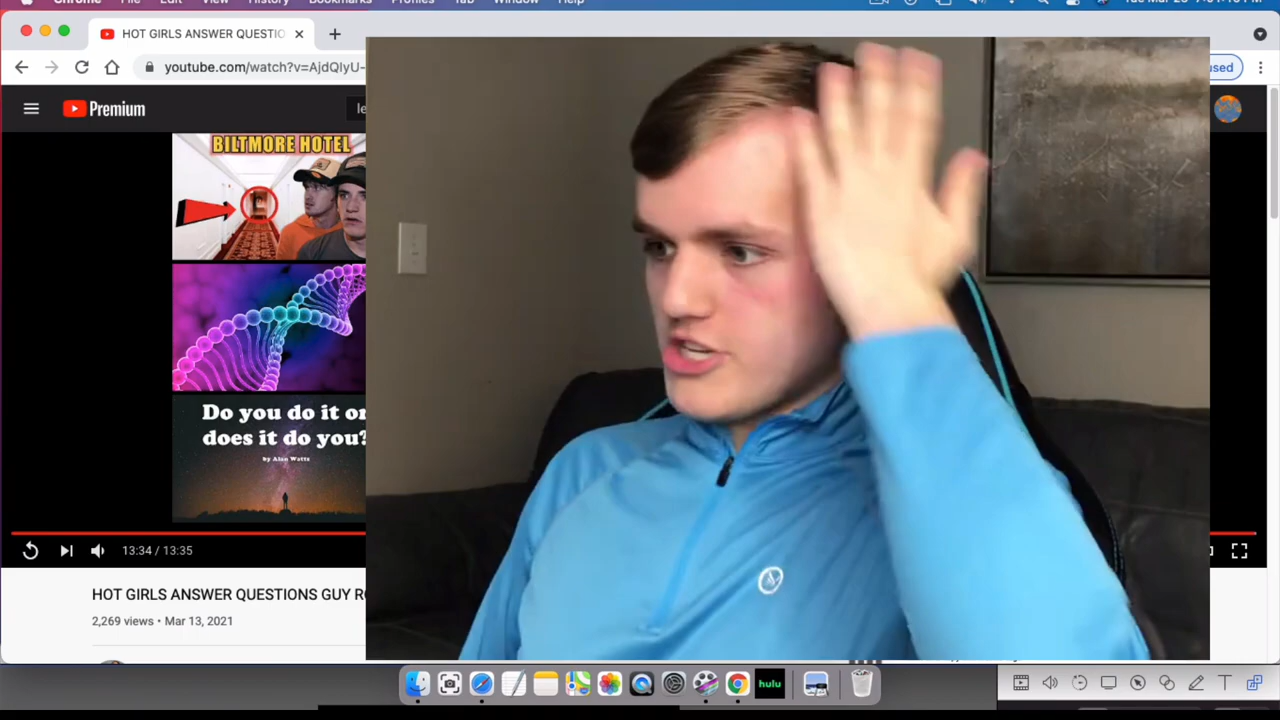 Chrome File Edit View History Bookmarks Profiles Tab Window Help
HOT GIRLS ANSWER QUESTIO
youtube.com/watch?v=AjdQlyU-
used
Premium
le
BILTMORE HOTEL
Do you do it or
does it do you?
by Alan Watts
13:34 / 13:35
HOT GIRLS ANSWER QUESTIONS GUY R
2,269 views • Mar 13, 2021
hulu